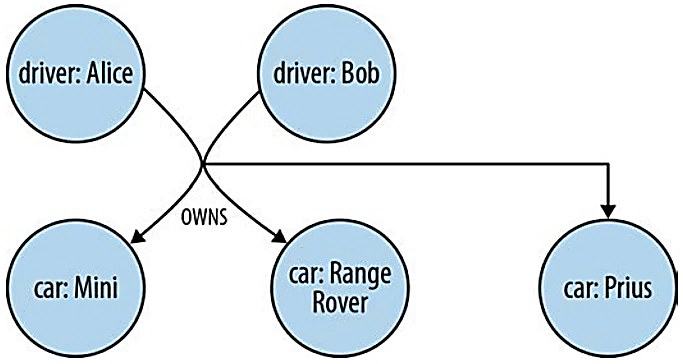 driver: Alice
driver: Bob
OWNS
car: Mini
car: Range
Rover
car: Prius